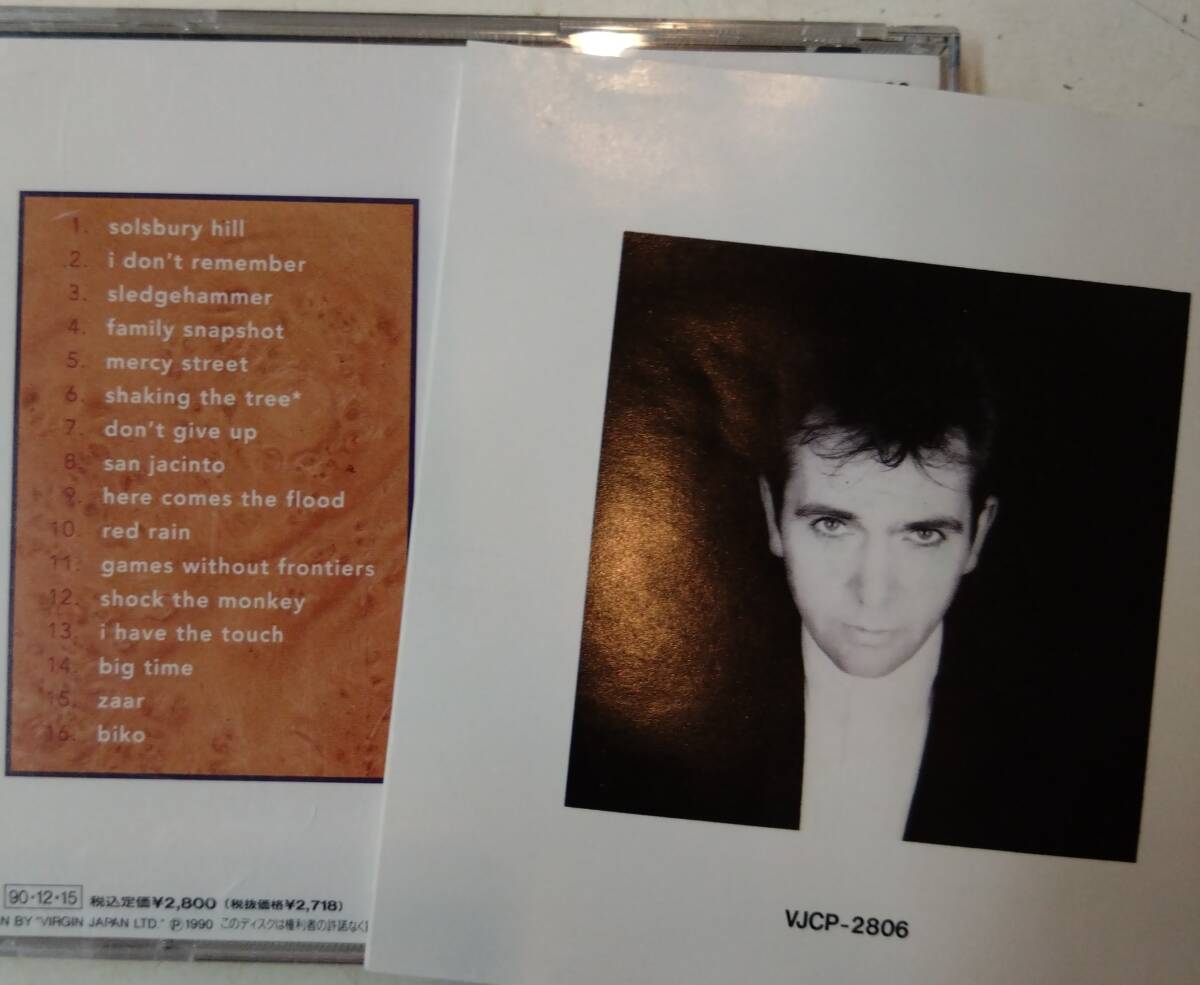 1. solsbury hill
2. i don't remember
3. sledgehammer
4. family snapshot
5. mercy street
6. shaking the tree*
7. don't give up
8. san jacinto
9. here comes the flood
10. red rain
11. games without frontiers
12. shock the monkey
13. i have the touch
14. big time
15. zaar
16. biko
90・12・15 税込定価¥2,800 (税抜価格¥2,718)
N BY "VIRGIN JAPAN LTD." ℗1990 このディスクは権利者の許諾なく
VJCP-2806